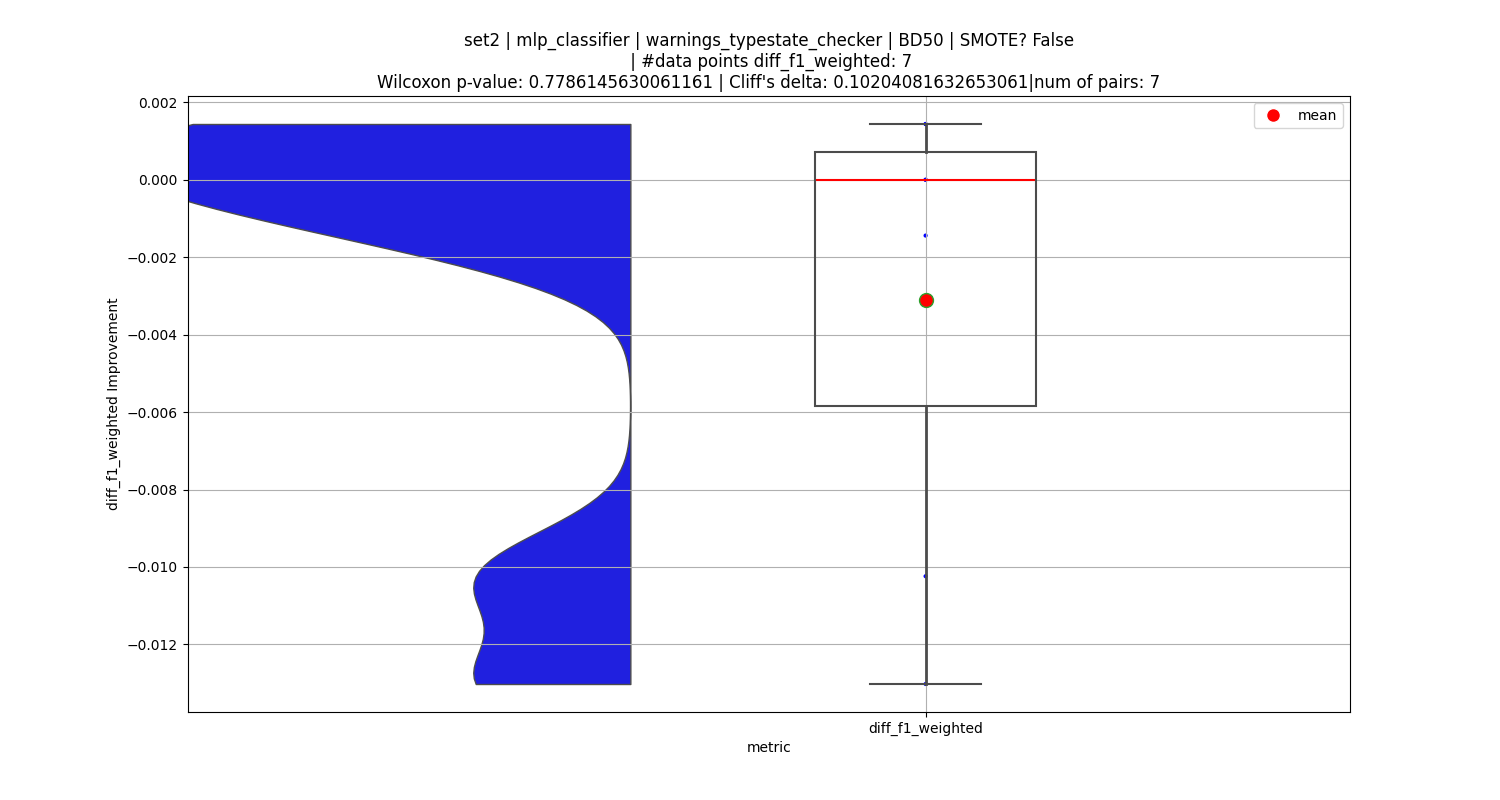 set2 | mlp_classifier | warnings_typestate_checker | BD50 | SMOTE? False
| #data points diff_f1_weighted: 7
Wilcoxon p-value: 0.7786145630061161 | Cliff's delta: 0.10204081632653061|num of pairs: 7
mean
0.002
0.000
−0.002
−0.004
−0.006
−0.008
−0.010
−0.012
diff_f1_weighted Improvement
diff_f1_weighted
metric